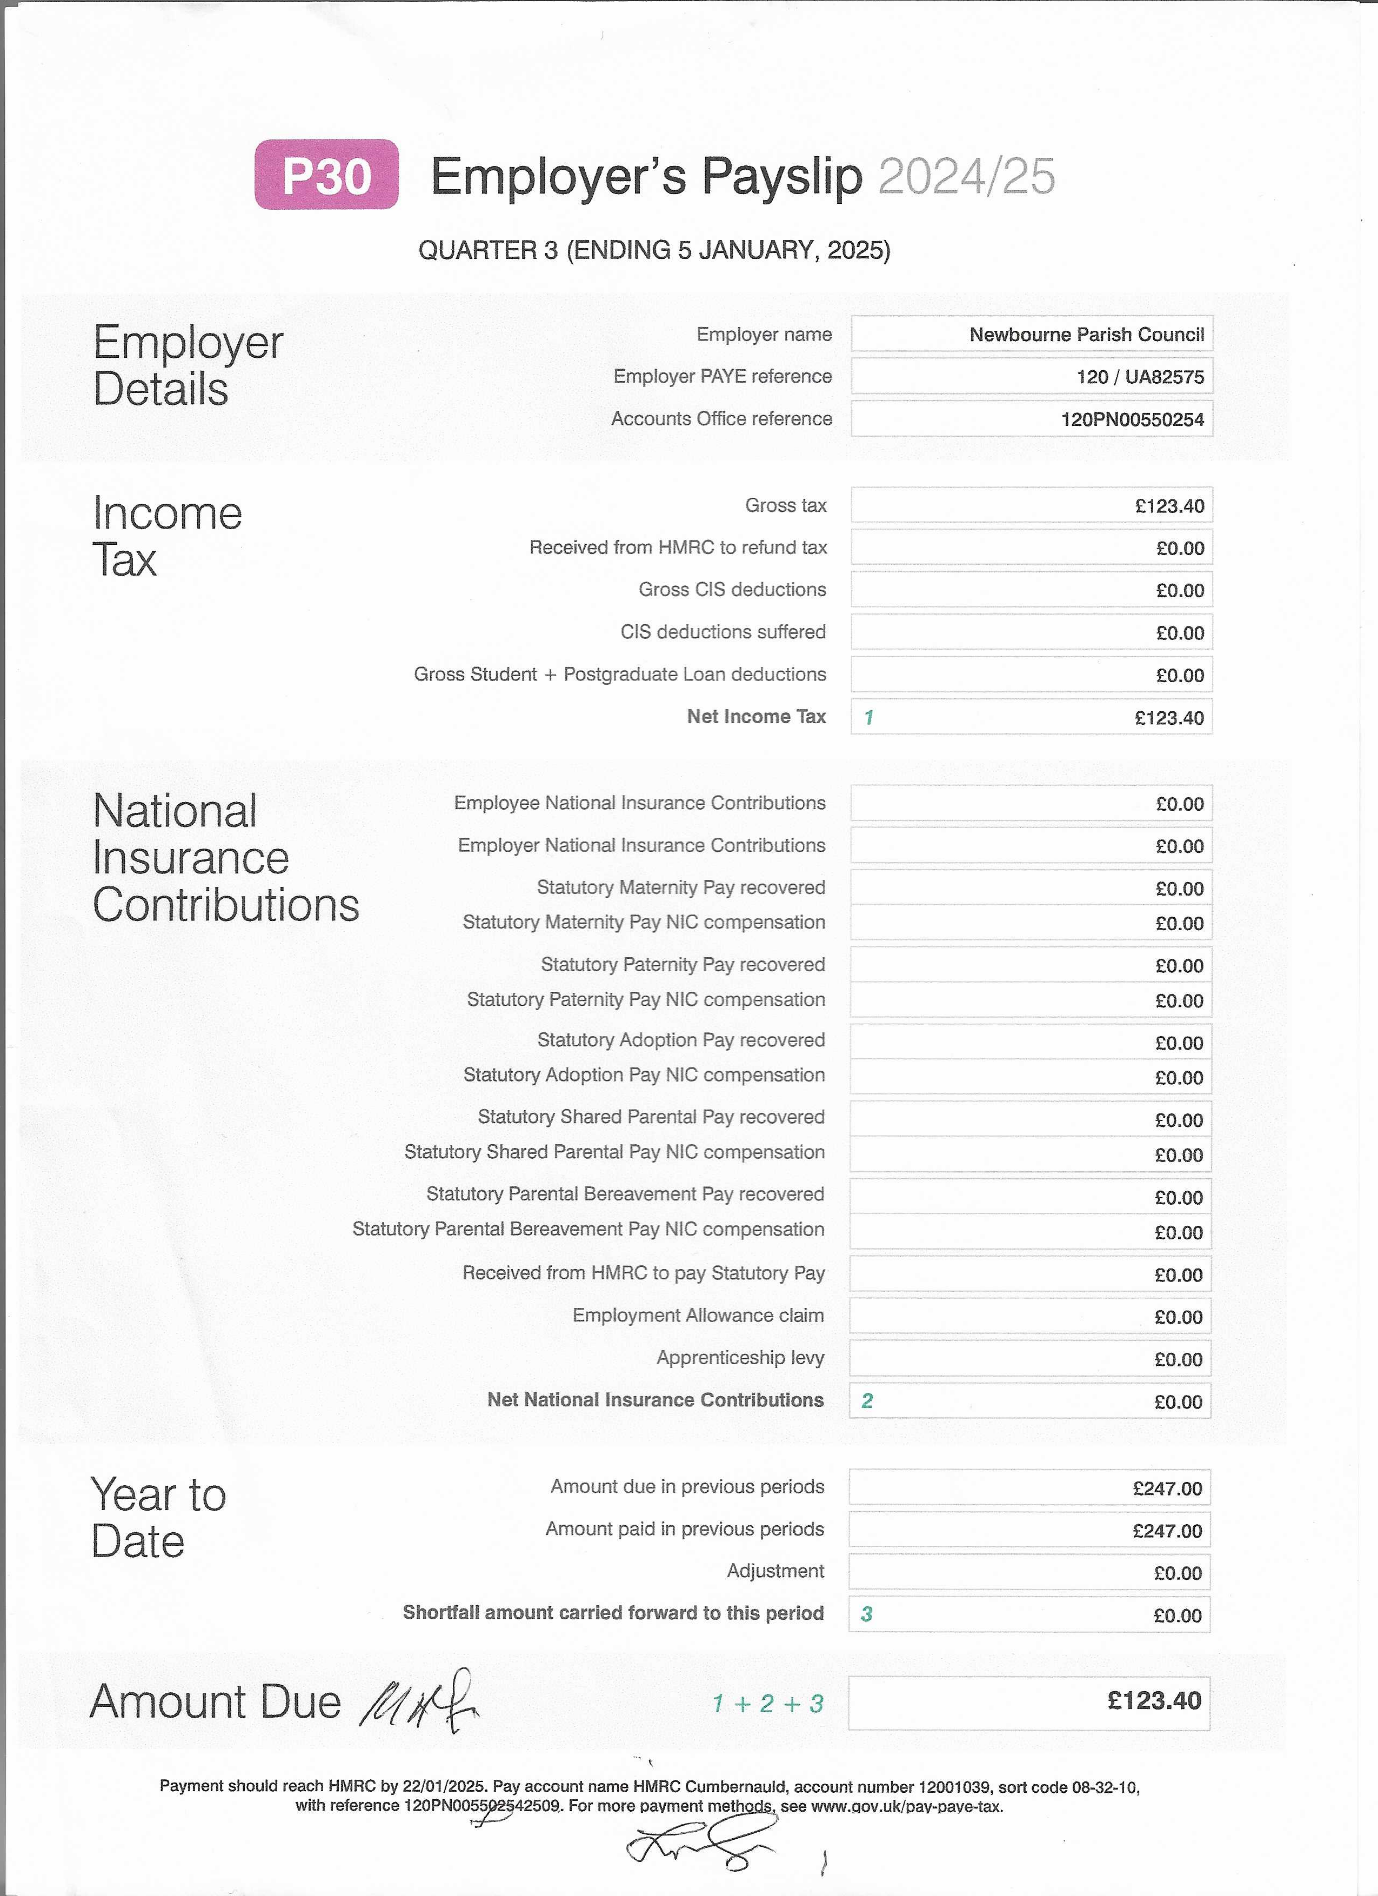 P30 Employer's Payslip 2024/25
QUARTER 3 (ENDING 5 JANUARY, 2025)
Employer Details
Employer name Newbourne Parish Council
Employer PAYE reference 120 / UA82575
Accounts Office reference 120PN00550254
Income Tax
Gross tax £123.40
Received from HMRC to refund tax £0.00
Gross CIS deductions £0.00
CIS deductions suffered £0.00
Gross Student + Postgraduate Loan deductions £0.00
Net Income Tax 1 £123.40
National Insurance Contributions
Employee National Insurance Contributions £0.00
Employer National Insurance Contributions £0.00
Statutory Maternity Pay recovered £0.00
Statutory Maternity Pay NIC compensation £0.00
Statutory Paternity Pay recovered £0.00
Statutory Paternity Pay NIC compensation £0.00
Statutory Adoption Pay recovered £0.00
Statutory Adoption Pay NIC compensation £0.00
Statutory Shared Parental Pay recovered £0.00
Statutory Shared Parental Pay NIC compensation £0.00
Statutory Parental Bereavement Pay recovered £0.00
Statutory Parental Bereavement Pay NIC compensation £0.00
Received from HMRC to pay Statutory Pay £0.00
Employment Allowance claim £0.00
Apprenticeship levy £0.00
Net National Insurance Contributions 2 £0.00
Year to Date
Amount due in previous periods £247.00
Amount paid in previous periods £247.00
Adjustment £0.00
Shortfall amount carried forward to this period 3 £0.00
Amount Due 1 + 2 + 3 £123.40
Payment should reach HMRC by 22/01/2025. Pay account name HMRC Cumbernauld, account number 12001039, sort code 08-32-10,
with reference 120PN005502542509. For more payment methods, see www.gov.uk/pay-paye-tax.